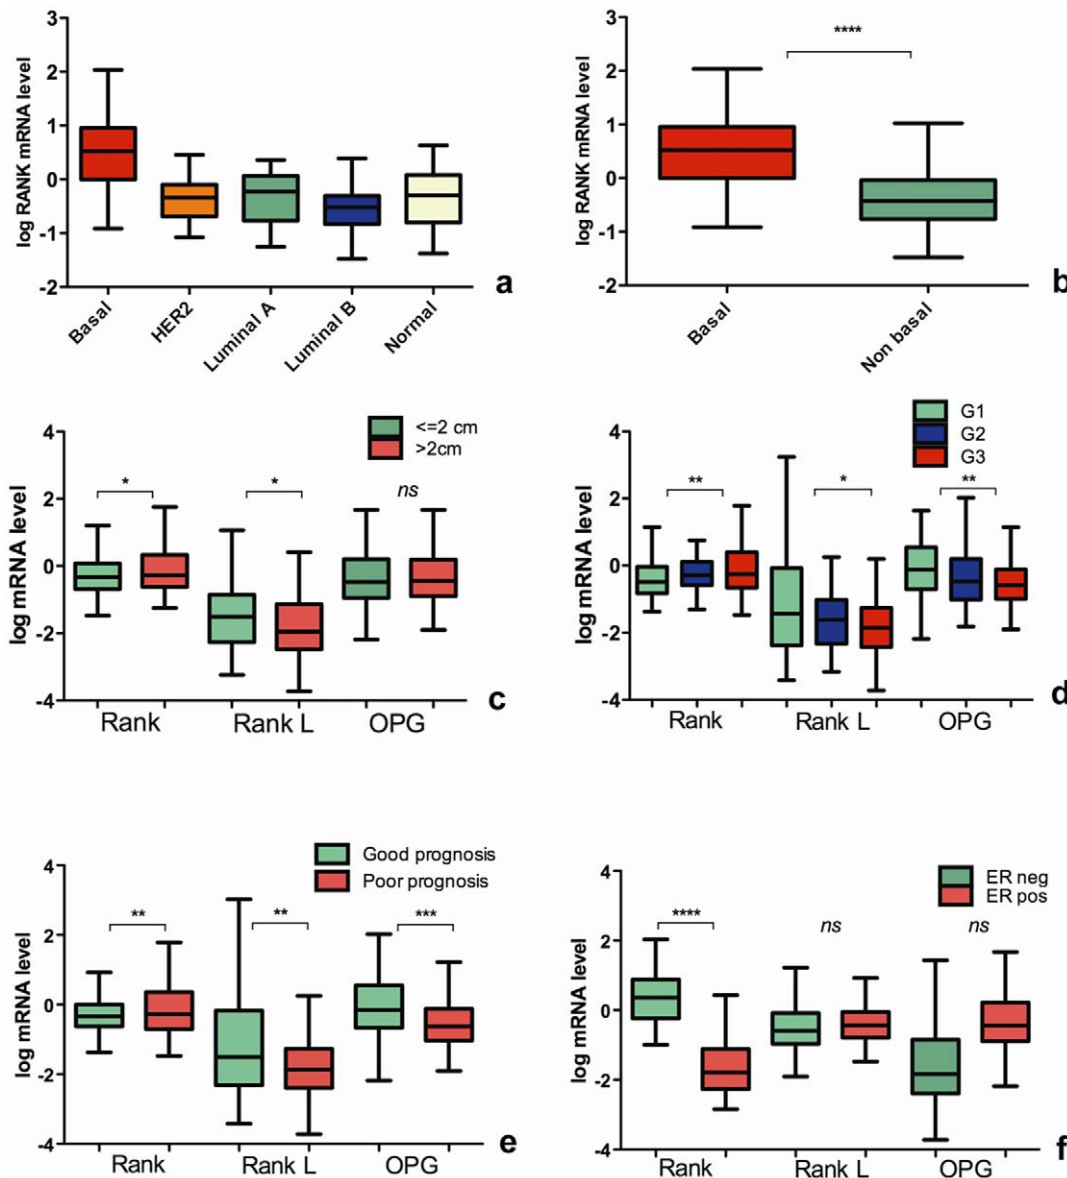 3
2
1
0
-1
-2
log RANK mRNA level
Basal
HER2
Luminal A
Luminal B
Normal
a
3
2
1
0
-1
-2
log RANK mRNA level
****
Basal
Non basal
b
4
2
0
-2
-4
log mRNA level
<=2 cm
>2cm
*
*
ns
Rank
Rank L
OPG
c
4
2
0
-2
-4
log mRNA level
G1
G2
G3
**
*
**
Rank
Rank L
OPG
d
4
2
0
-2
-4
log mRNA level
Good prognosis
Poor prognosis
**
**
***
Rank
Rank L
OPG
e
4
2
0
-2
-4
log mRNA level
ER neg
ER pos
****
ns
ns
Rank
Rank L
OPG
f